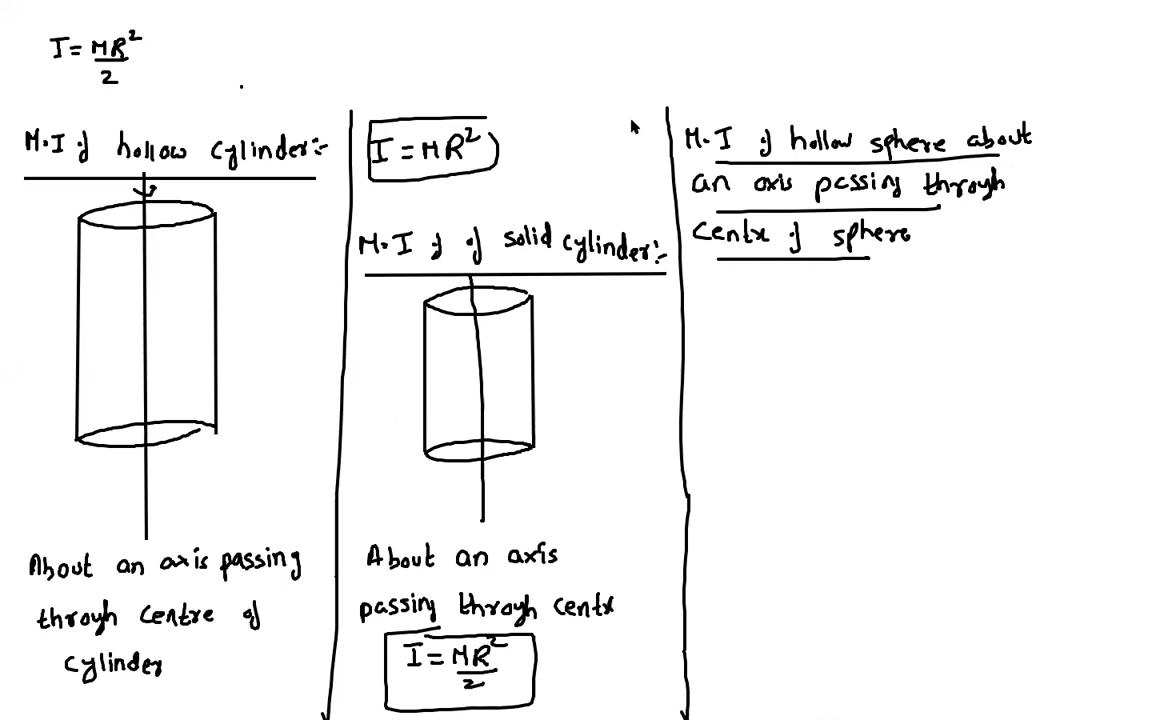 I = MR²/2
M.I of hollow cylinder:-
About an axis passing
through centre of
cylinder
I = MR²
M.I of of solid cylinder:-
About an axis
passing through centre
I = MR²/2
M.I of hollow sphere about
an axis passing through
centre of sphere